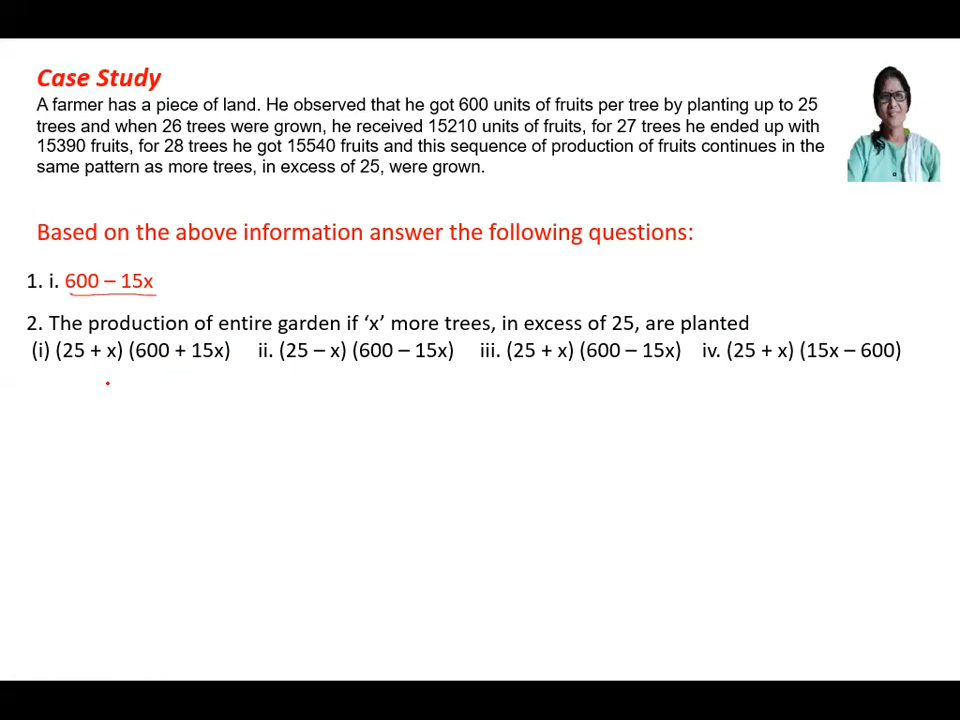 Case Study
A farmer has a piece of land. He observed that he got 600 units of fruits per tree by planting up to 25
trees and when 26 trees were grown, he received 15210 units of fruits, for 27 trees he ended up with
15390 fruits, for 28 trees he got 15540 fruits and this sequence of production of fruits continues in the
same pattern as more trees, in excess of 25, were grown.
Based on the above information answer the following questions:
1. i. 600 – 15x
2. The production of entire garden if ‘x’ more trees, in excess of 25, are planted
(i) (25 + x) (600 + 15x) ii. (25 – x) (600 – 15x) iii. (25 + x) (600 – 15x) iv. (25 + x) (15x – 600)